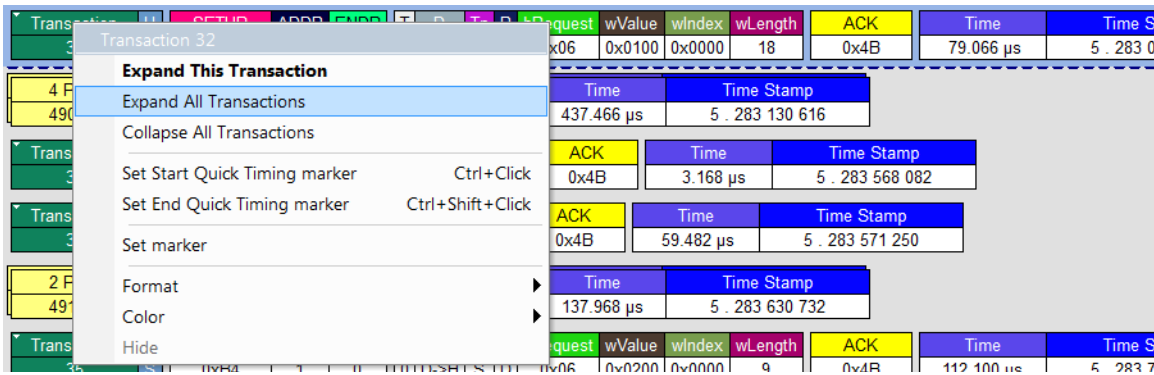 SETUP ADDR ENDP T D Tp R bRequest wValue wIndex wLength ACK Time Time S
Transaction 32
x06 0x0100 0x0000 18 0x4B 79.066 µs 5 . 283 0
Expand This Transaction
4 F Time Time Stamp
Expand All Transactions
490 437.466 µs 5 . 283 130 616
Collapse All Transactions
Trans ACK Time Time Stamp
Set Start Quick Timing marker Ctrl+Click
3 0x4B 3.168 µs 5 . 283 568 082
Set End Quick Timing marker Ctrl+Shift+Click
Trans ACK Time Time Stamp
3 0x4B 59.482 µs 5 . 283 571 250
Set marker
2 F Time Time Stamp
Format
491 137.968 µs 5 . 283 630 732
Color
Trans quest wValue wIndex wLength ACK Time Time S
Hide
35 S 0xB4 1 0 D->H S D 0x06 0x0200 0x0000 9 0x4B 112.100 µs 5 . 283 7